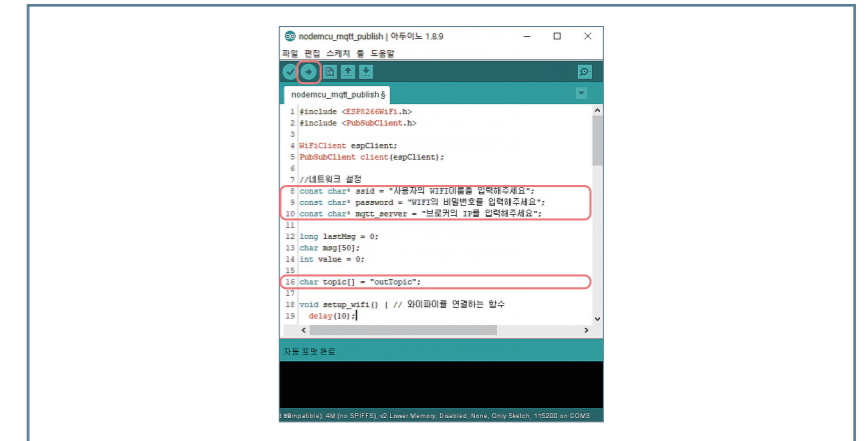 nodemcu_mqtt_publish | 아두이노 1.8.9
파일 편집 스케치 툴 도움말
nodemcu_mqtt_publish §
1 #include <ESP8266WiFi.h>
2 #include <PubSubClient.h>
3
4 WiFiClient espClient;
5 PubSubClient client(espClient);
6
7 //네트워크 설정
8 const char* ssid = "사용자의 WIFI이름을 입력해주세요";
9 const char* password = "WIFI의 비밀번호를 입력해주세요";
10 const char* mqtt_server = "브로커의 IP를 입력해주세요";
11
12 long lastMsg = 0;
13 char msg[50];
14 int value = 0;
15
16 char topic[] = "outTopic";
17
18 void setup_wifi() { // 와이파이를 연결하는 함수
19 delay(10);
자동 포맷 완료
4M (no SPIFFS), v2 Lower Memory, Disabled, None, Only Sketch, 115200 on COM3